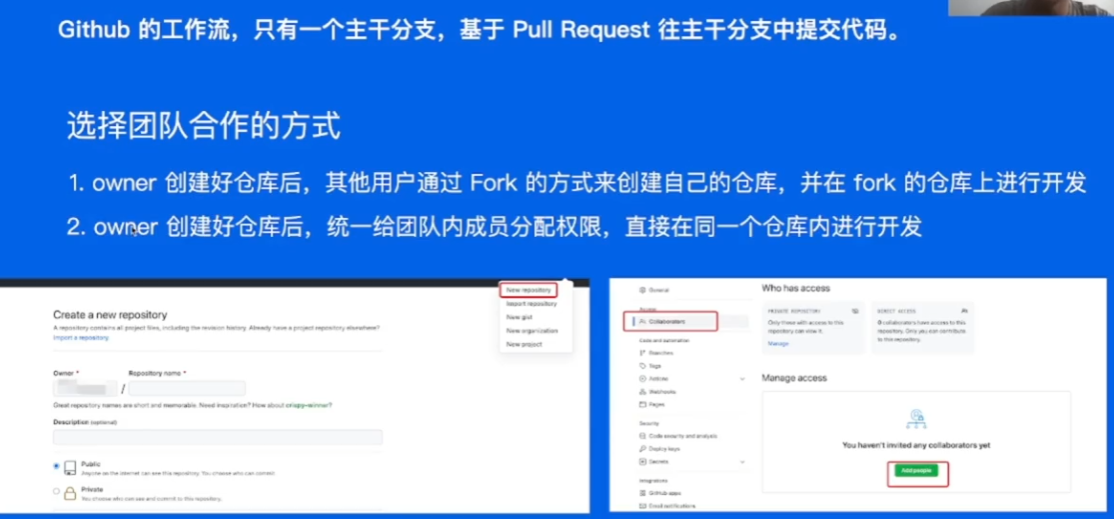 Github 的工作流，只有一个主干分支，基于 Pull Request 往主干分支中提交代码。
选择团队合作的方式
1. owner 创建好仓库后，其他用户通过 Fork 的方式来创建自己的仓库，并在 fork 的仓库上进行开发
2. owner 创建好仓库后，统一给团队内成员分配权限，直接在同一个仓库内进行开发
New repository
Import repository
New gist
New organization
New project
Create a new repository
A repository contains all project files, including the revision history. Already have a project repository elsewhere?
Import a repository.
Owner * Repository name *
/
Great repository names are short and memorable. Need inspiration? How about crispy-winner?
Description (optional)
Public
Anyone on the internet can see this repository. You choose who can commit.
Private
You choose who can see and commit to this repository.
General
Access
Collaborators
Code and automation
Branches
Tags
Actions
Webhooks
Pages
Security
Code security and analysis
Deploy keys
Secrets
Integrations
GitHub apps
Email notifications
Who has access
PRIVATE REPOSITORY
Only those with access to this
repository can view it.
Manage
DIRECT ACCESS
0 collaborators have access to this
repository. Only you can contribute
to this repository.
Manage access
You haven't invited any collaborators yet
Add people